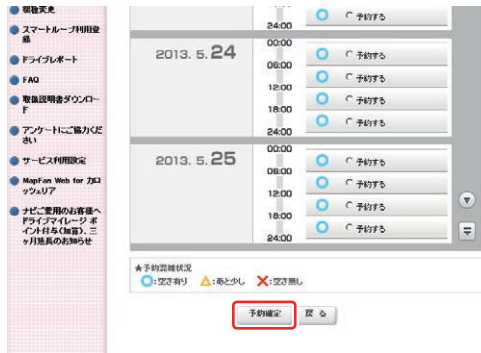 機種変更
スマートループ利用登
録
ドライブレポート
FAQ
取扱説明書ダウンロー
ド
アンケートにご協力くだ
さい
サービス利用設定
MapFan Web for カロ
ッツェリア
ナビご愛用のお客様へ
ドライブマイレージ ポ
イント付与(加算)、三
ヶ月延長のお知らせ
24:00
予約する
2013. 5. 24
00:00
予約する
06:00
予約する
12:00
予約する
18:00
予約する
24:00
2013. 5. 25
00:00
予約する
06:00
予約する
12:00
予約する
18:00
予約する
24:00
★予約混雑状況
○:空き有り △:あと少し ×:空き無し
予約確定 戻 る